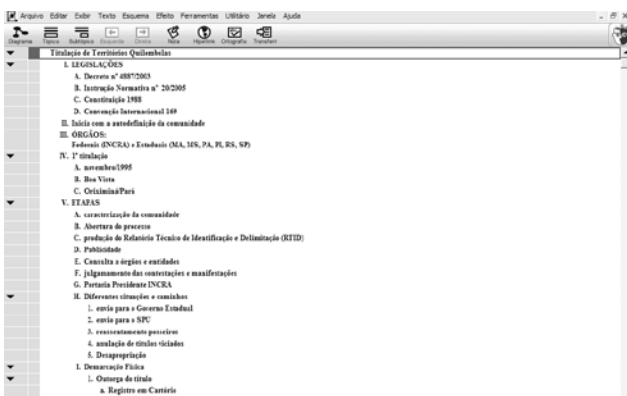 Arquivo Editar Exibir Texto Esquema Efeito Ferramentas Utilitário Janela Ajuda
Diagrama Tópico Subtópico Esquerda Direita Nota Hiperlink Ortografia Transferir
Titulação de Territórios Quilombolas
I. LEGISLAÇÕES
A. Decreto nº 4887/2003
B. Instrução Normativa nº 20/2005
C. Constituição 1988
D. Convenção Internacional 169
II. Inicia com a autodefinição da comunidade
III. ÓRGÃOS:
Federais (INCRA) e Estaduais (MA, MS, PA, PI, RS, SP)
IV. 1ª titulação
A. novembro/1995
B. Boa Vista
C. Oriximiná/Pará
V. ETAPAS
A. caracterização da comunidade
B. Abertura do processo
C. produção do Relatório Técnico de Identificação e Delimitação (RTID)
D. Publicidade
E. Consulta a órgãos e entidades
F. julgamamento das contestações e manifestações
G. Portaria Presidente INCRA
H. Diferentes situações e caminhos
1. envio para o Governo Estadual
2. envio para o SPU
3. reassentamento posseiros
4. anulação de títulos viciados
5. Desapropriação
I. Demarcação Física
1. Outorga do título
a. Registro em Cartório